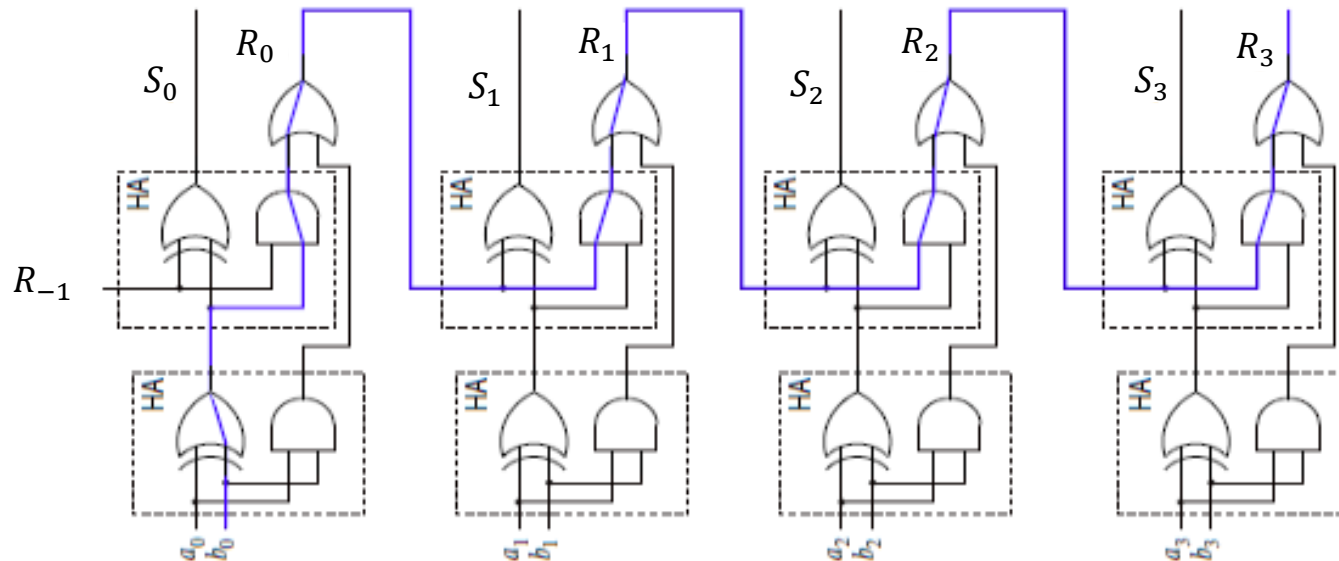 R₀ R₁ R₂ R₃
S₀ S₁ S₂ S₃
HA HA HA HA
R₋₁
HA HA HA HA
a₀ b₀ a₁ b₁ a₂ b₂ a₃ b₃